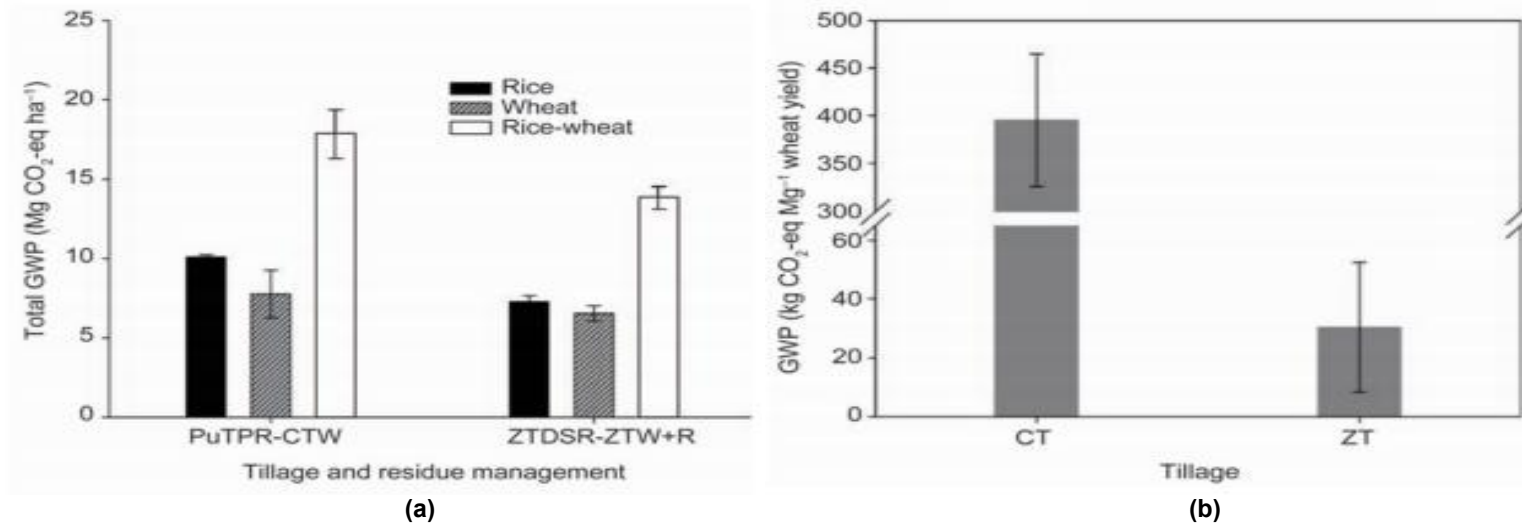 Total GWP (Mg CO₂-eq ha⁻¹)
25
20
15
10
5
0
Rice
Wheat
Rice-wheat
PuTPR-CTW
ZTDSR-ZTW+R
Tillage and residue management
(a)
GWP (kg CO₂-eq Mg⁻¹ wheat yield)
500
450
400
350
300
60
40
20
0
CT
ZT
Tillage
(b)